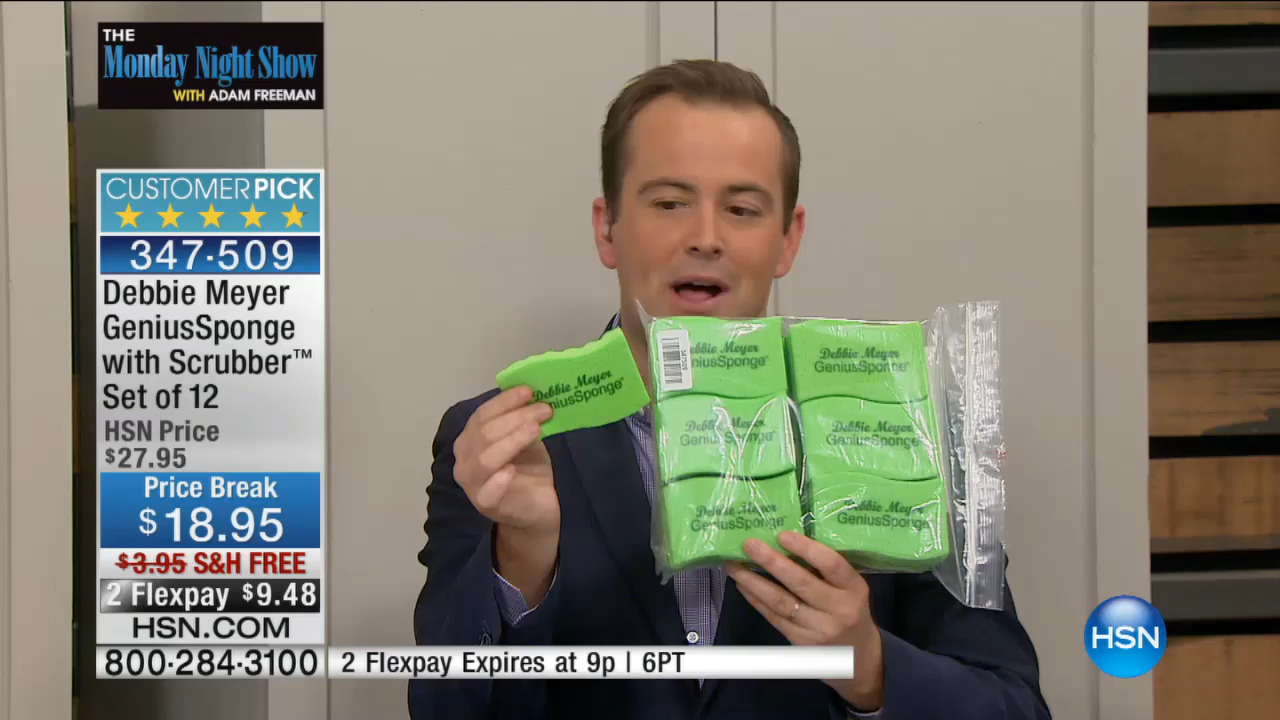 THE
Monday Night Show
WITH ADAM FREEMAN
CUSTOMER PICK
347-509
Debbie Meyer
GeniusSponge
with Scrubber™
Set of 12
HSN Price
$27.95
Price Break
$18.95
$3.95 S&H FREE
2 Flexpay $9.48
HSN.COM
800-284-3100
2 Flexpay Expires at 9p | 6PT
Debbie Meyer
GeniusSponge
Debbie Meyer
GeniusSponge
Debbie Meyer
GeniusSponge
Debbie Meyer
GeniusSponge
Debbie Meyer
GeniusSponge
Debbie Meyer
GeniusSponge
Debbie Meyer
GeniusSponge
HSN